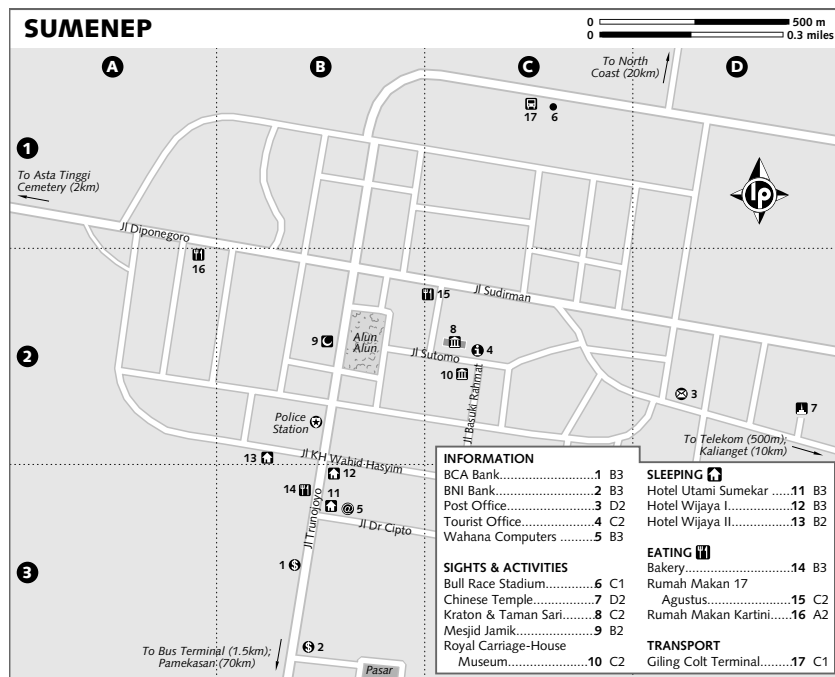 SUMENEP
0 500 m
0 0.3 miles
A B C D
To North
Coast (20km)
17 6
1
To Asta Tinggi
Cemetery (2km)
lp
Jl Diponegoro
16
Jl Sudirman
15
8
9
Alun
Alun
4
2
Jl Sutomo
10
Jl Basuki Rahmat
3
7
Police
Station
To Telekom (500m);
Kalianget (10km)
13
Jl KH Wahid Hasyim
12
14
11
@ 5
Jl Trunojoyo
Jl Dr Cipto
3
1
To Bus Terminal (1.5km);
Pamekasan (70km)
2
Pasar
INFORMATION
BCA Bank 1 B3
BNI Bank 2 B3
Post Office 3 D2
Tourist Office 4 C2
Wahana Computers 5 B3
SIGHTS & ACTIVITIES
Bull Race Stadium 6 C1
Chinese Temple 7 D2
Kraton & Taman Sari 8 C2
Mesjid Jamik 9 B2
Royal Carriage-House
Museum 10 C2
SLEEPING
Hotel Utami Sumekar 11 B3
Hotel Wijaya I 12 B3
Hotel Wijaya II 13 B2
EATING
Bakery 14 B3
Rumah Makan 17
Agustus 15 C2
Rumah Makan Kartini 16 A2
TRANSPORT
Giling Colt Terminal 17 C1